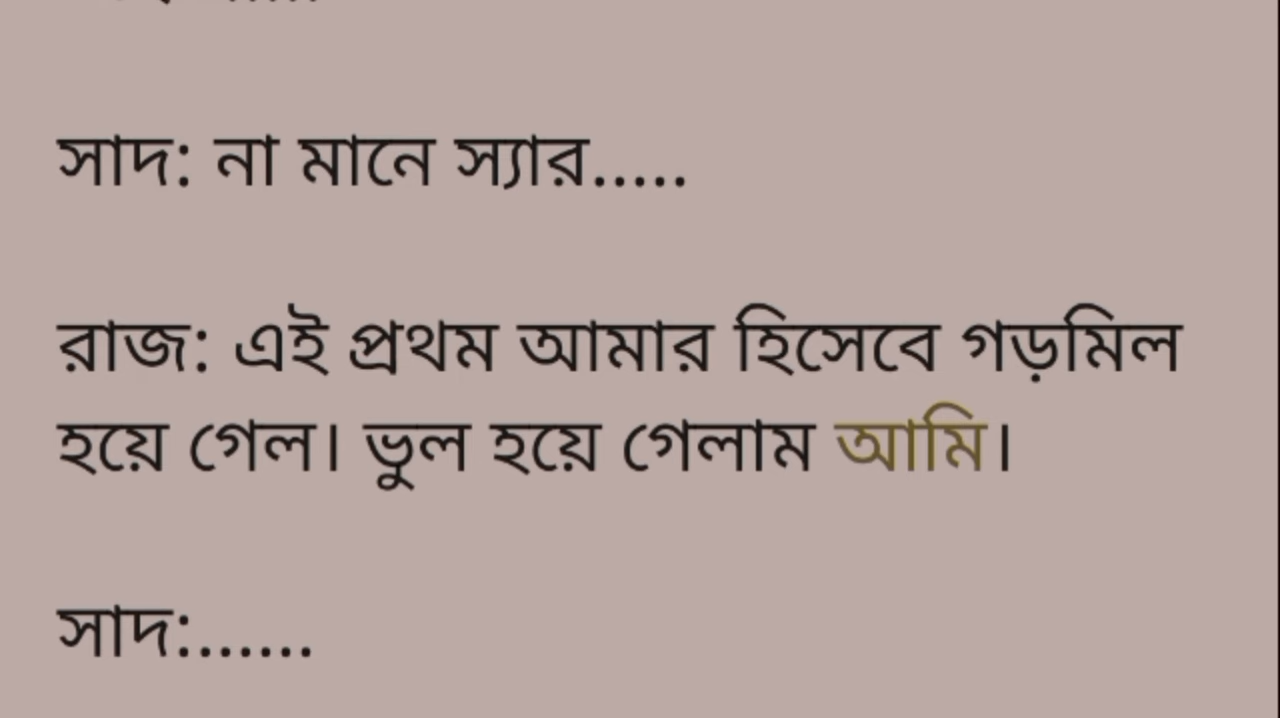 সাদ: না মানে স্যার.....
রাজ: এই প্রথম আমার হিসেবে গড়মিল
হয়ে গেল। ভুল হয়ে গেলাম আমি।
সাদ:.......